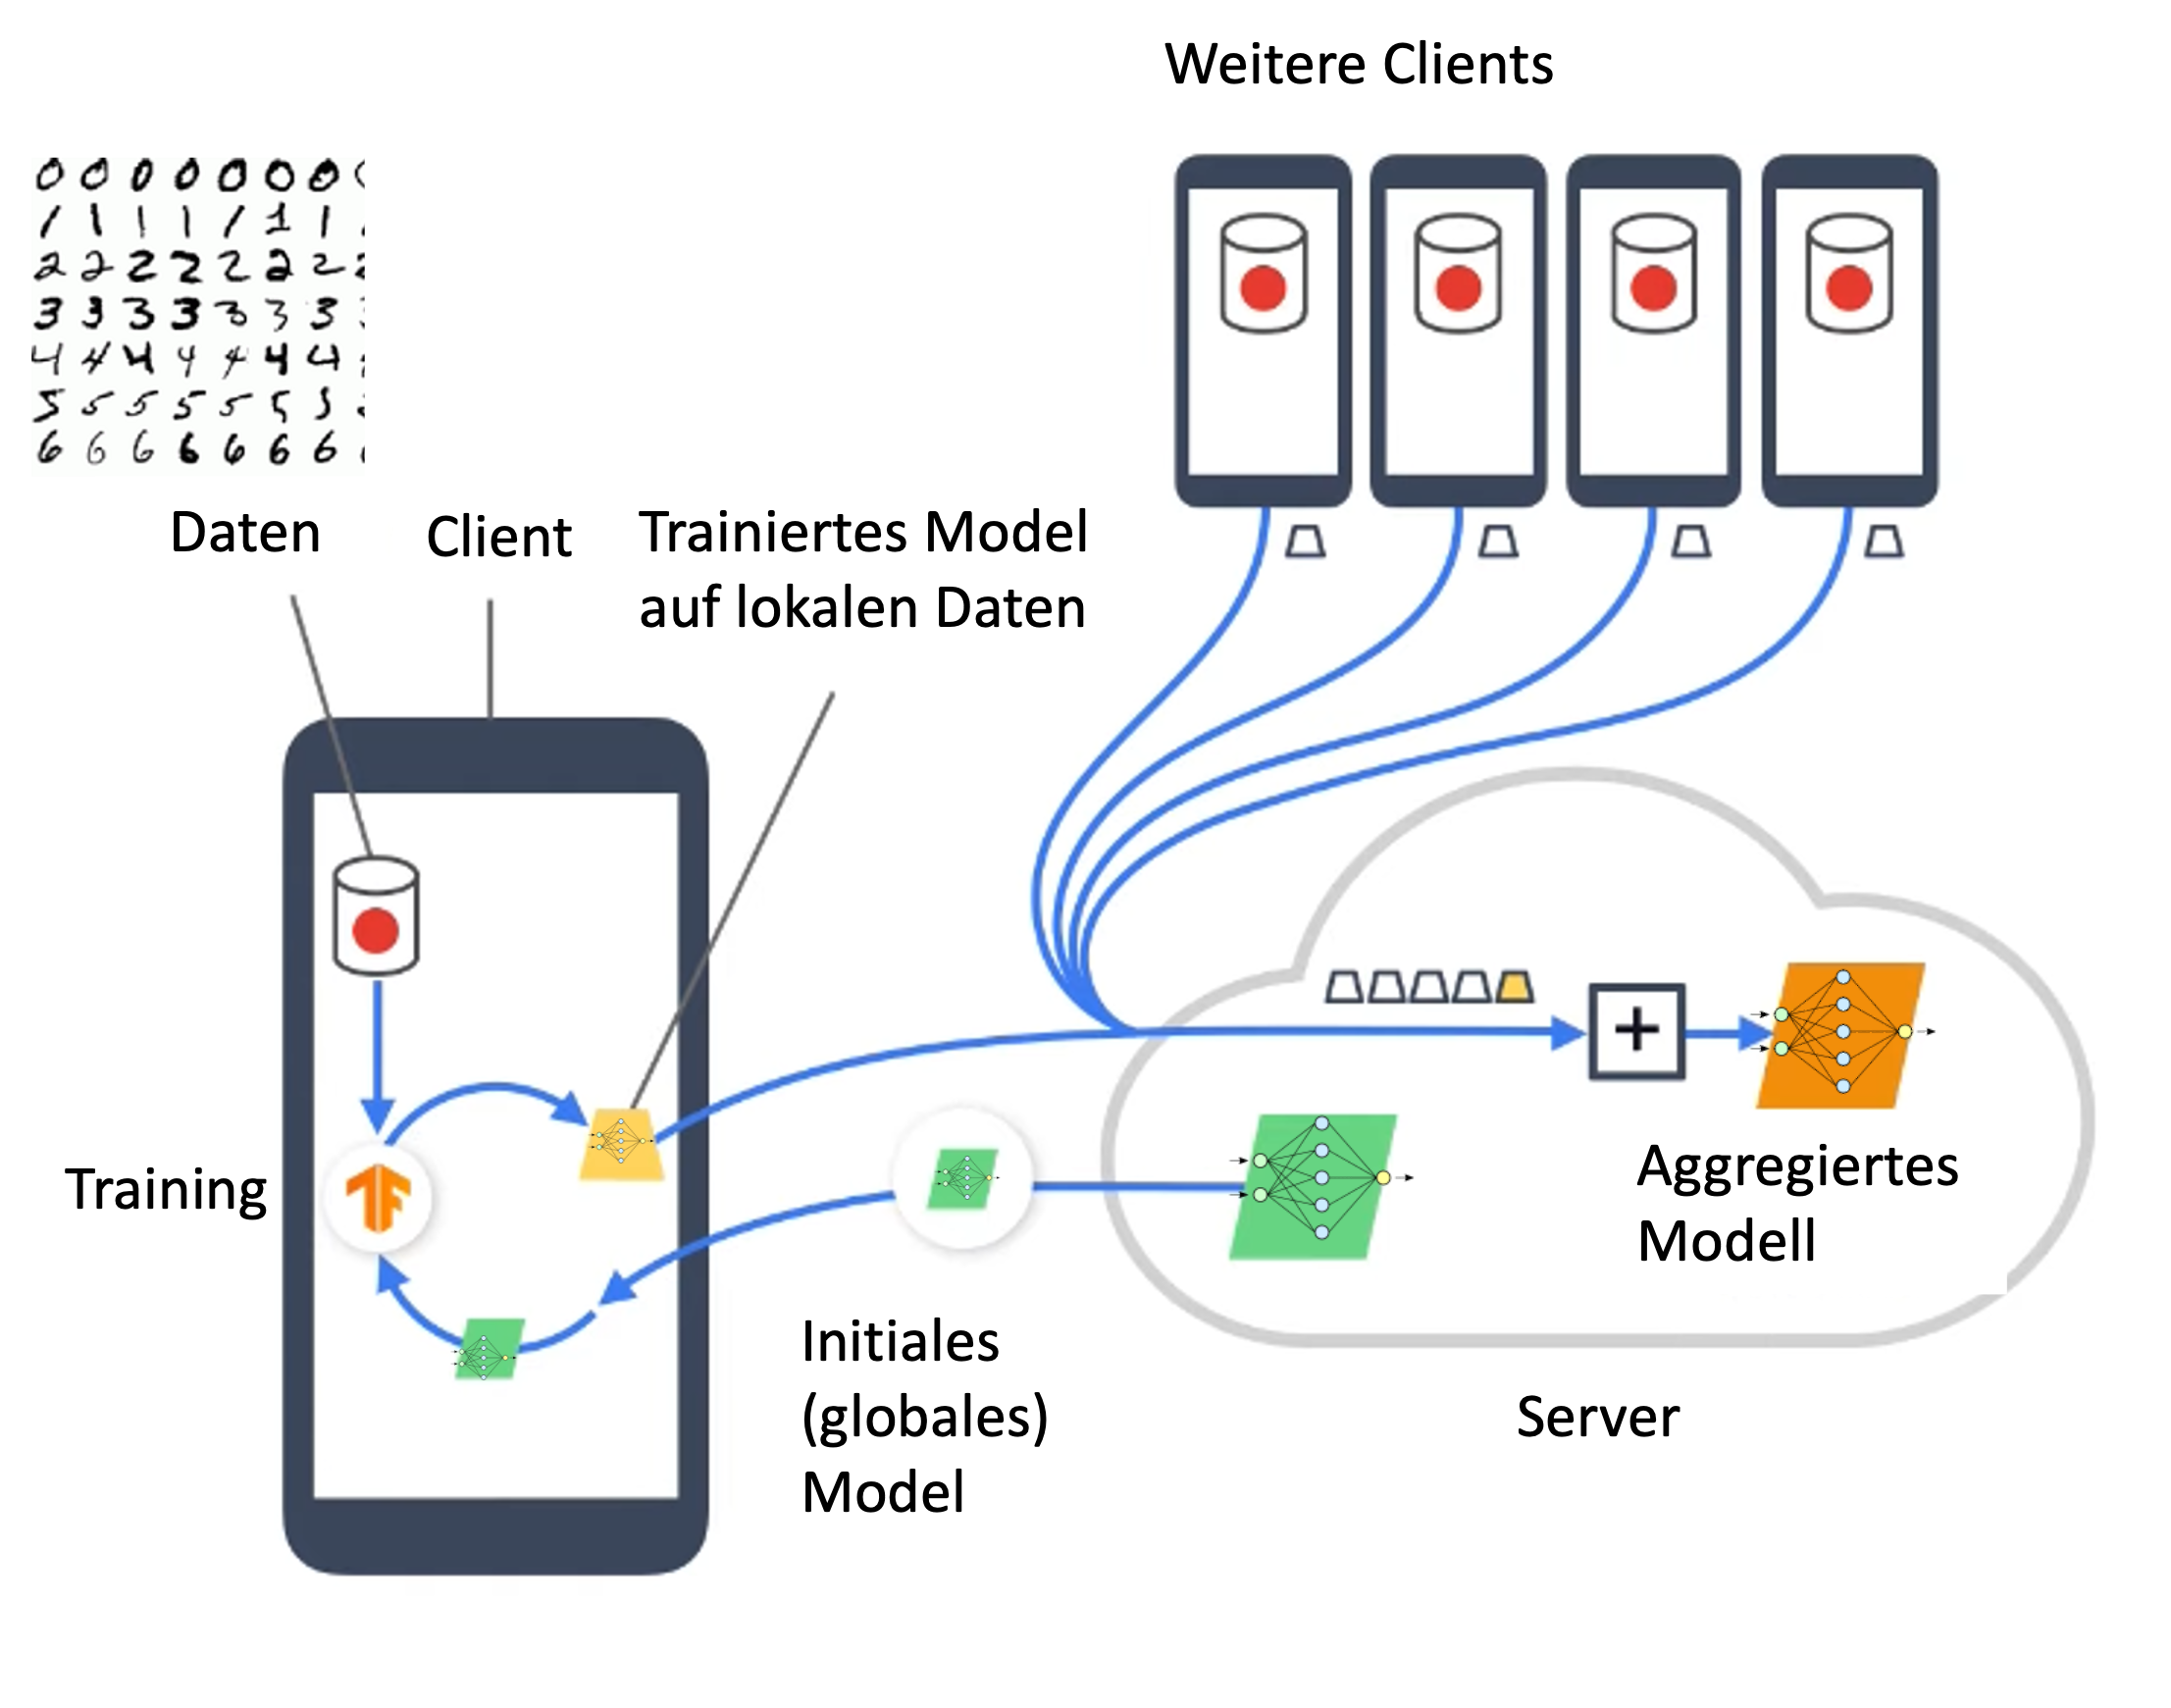 Weitere Clients
0 0 0 0 0 0 0
1 1 1 1 1 1 1
2 2 2 2 2 2 2
3 3 3 3 3 3 3
4 4 4 4 4 4 4
5 5 5 5 5 5 5
6 6 6 6 6 6 6
Daten
Client
Trainiertes Model
auf lokalen Daten
+
Training
Aggregiertes
Modell
Initiales
(globales)
Model
Server